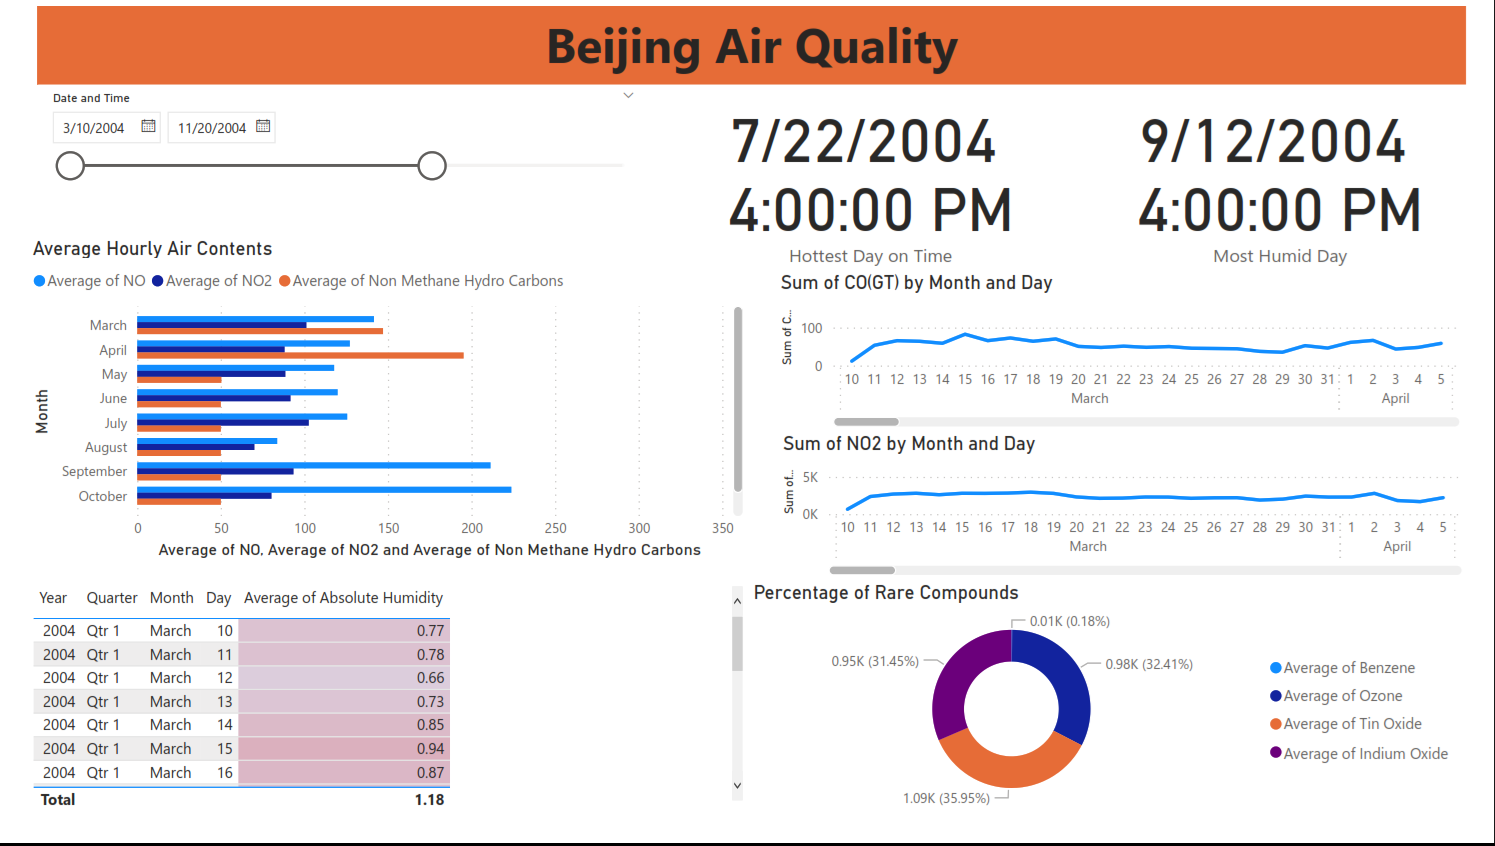 Beijing Air Quality
Date and Time
3/10/2004 11/20/2004
7/22/2004
4:00:00 PM
Hottest Day on Time
9/12/2004
4:00:00 PM
Most Humid Day
Average Hourly Air Contents
Average of NO Average of NO2 Average of Non Methane Hydro Carbons
Month
March
April
May
June
July
August
September
October
0 50 100 150 200 250 300 350
Average of NO, Average of NO2 and Average of Non Methane Hydro Carbons
Sum of CO(GT) by Month and Day
Sum of C...
100
0
10 11 12 13 14 15 16 17 18 19 20 21 22 23 24 25 26 27 28 29 30 31 1 2 3 4 5
March April
Sum of NO2 by Month and Day
Sum of...
5K
0K
10 11 12 13 14 15 16 17 18 19 20 21 22 23 24 25 26 27 28 29 30 31 1 2 3 4 5
March April
Year Quarter Month Day Average of Absolute Humidity
2004 Qtr 1 March 10 0.77
2004 Qtr 1 March 11 0.78
2004 Qtr 1 March 12 0.66
2004 Qtr 1 March 13 0.73
2004 Qtr 1 March 14 0.85
2004 Qtr 1 March 15 0.94
2004 Qtr 1 March 16 0.87
Total 1.18
Percentage of Rare Compounds
0.01K (0.18%)
0.95K (31.45%)
0.98K (32.41%)
1.09K (35.95%)
Average of Benzene
Average of Ozone
Average of Tin Oxide
Average of Indium Oxide